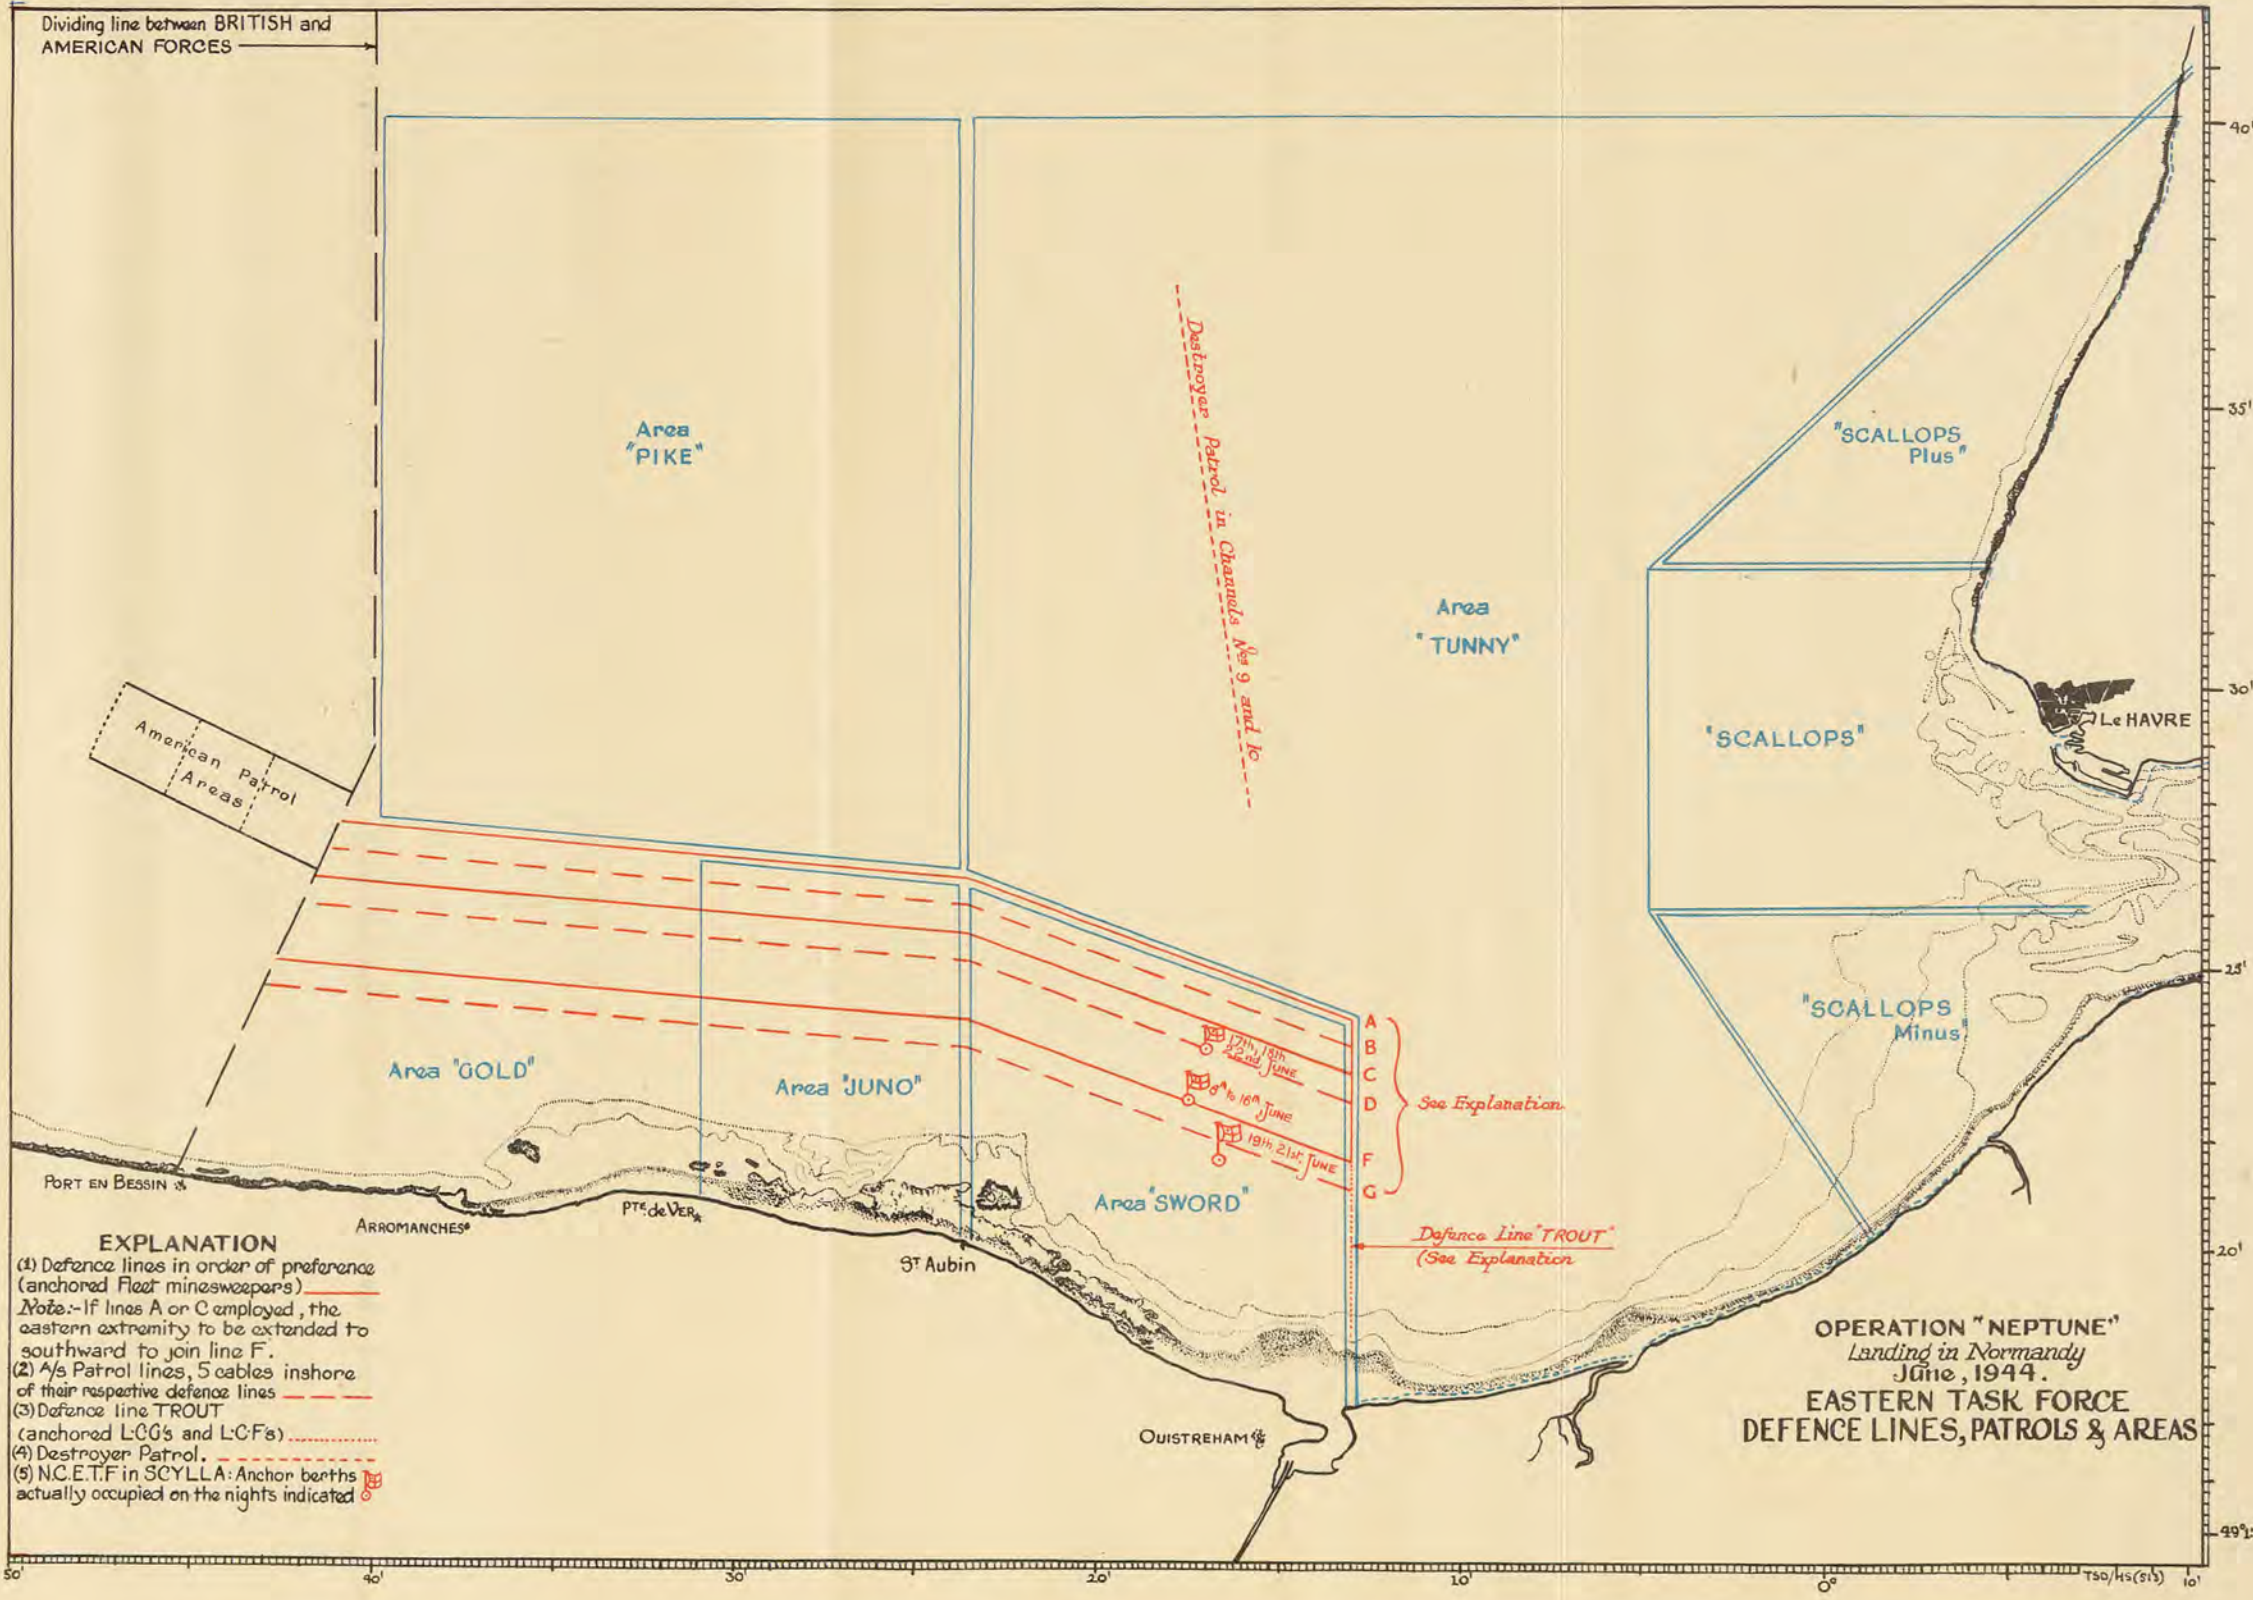 Dividing line between BRITISH and
AMERICAN FORCES
40'
35'
30'
25'
20'
Area
"PIKE"
Destroyer Patrol in Channels Nos 9 and 10
Area
"TUNNY"
"SCALLOPS
Plus"
"SCALLOPS"
Le HAVRE
"SCALLOPS
Minus"
American Patrol
Areas
A
B
C
D
F
G
See Explanation
17th, 18th
22nd JUNE
8th to 16th JUNE
19th, 21st JUNE
Area "GOLD"
Area "JUNO"
Area "SWORD"
Defence Line "TROUT"
(See Explanation
PORT EN BESSIN
ARROMANCHES
PTE de VER
ST Aubin
OUISTREHAM
EXPLANATION
(1) Defence lines in order of preference
(anchored Fleet minesweepers)
Note:- If lines A or C employed, the
eastern extremity to be extended to
southward to join line F.
(2) A/s Patrol lines, 5 cables inshore
of their respective defence lines
(3) Defence line TROUT
(anchored L·C·G's and L·C·F's)
(4) Destroyer Patrol.
(5) N.C.E.T.F in SCYLLA: Anchor berths
actually occupied on the nights indicated
OPERATION "NEPTUNE"
Landing in Normandy
June, 1944.
EASTERN TASK FORCE
DEFENCE LINES, PATROLS & AREAS
50'
40'
30'
20'
10'
0°
TSD/HS(513)
10'